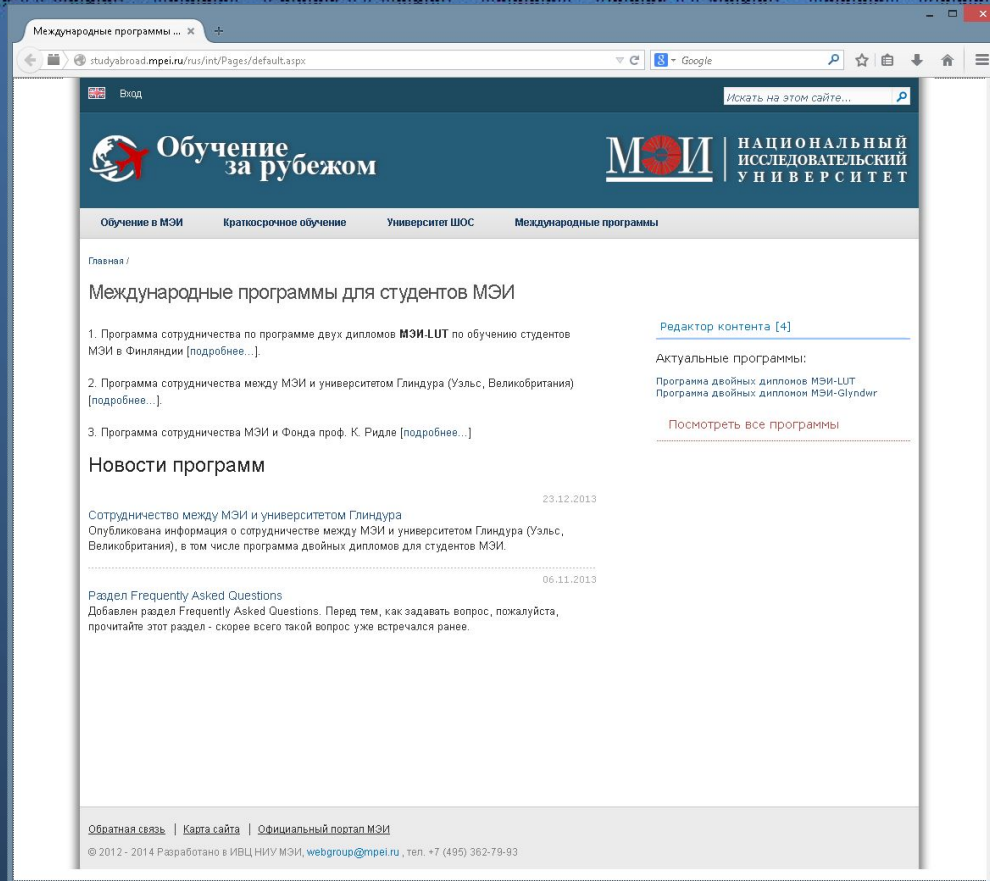 Международные программы ...
studyabroad.mpei.ru/rus/int/Pages/default.aspx
Google
Вход
Искать на этом сайте...
Обучение
за рубежом
МЭИ
НАЦИОНАЛЬНЫЙ
ИССЛЕДОВАТЕЛЬСКИЙ
УНИВЕРСИТЕТ
Обучение в МЭИ
Краткосрочное обучение
Университет ШОС
Международные программы
Главная /
Международные программы для студентов МЭИ
1. Программа сотрудничества по программе двух дипломов МЭИ-LUT по обучению студентов
МЭИ в Финляндии [подробнее...].
2. Программа сотрудничества между МЭИ и университетом Глиндура (Уэльс, Великобритания)
[подробнее...].
3. Программа сотрудничества МЭИ и Фонда проф. К. Ридле [подробнее...]
Новости программ
23.12.2013
Сотрудничество между МЭИ и университетом Глиндура
Опубликована информация о сотрудничестве между МЭИ и университетом Глиндура (Уэльс,
Великобритания), в том числе программа двойных дипломов для студентов МЭИ.
06.11.2013
Раздел Frequently Asked Questions
Добавлен раздел Frequently Asked Questions. Перед тем, как задавать вопрос, пожалуйста,
прочитайте этот раздел - скорее всего такой вопрос уже встречался ранее.
Редактор контента [4]
Актуальные программы:
Программа двойных дипломов МЭИ-LUT
Программа двойных дипломом МЭИ-Glyndwr
Посмотреть все программы
Обратная связь | Карта сайта | Официальный портал МЭИ
© 2012 - 2014 Разработано в ИВЦ НИУ МЭИ, webgroup@mpei.ru , тел. +7 (495) 362-79-93